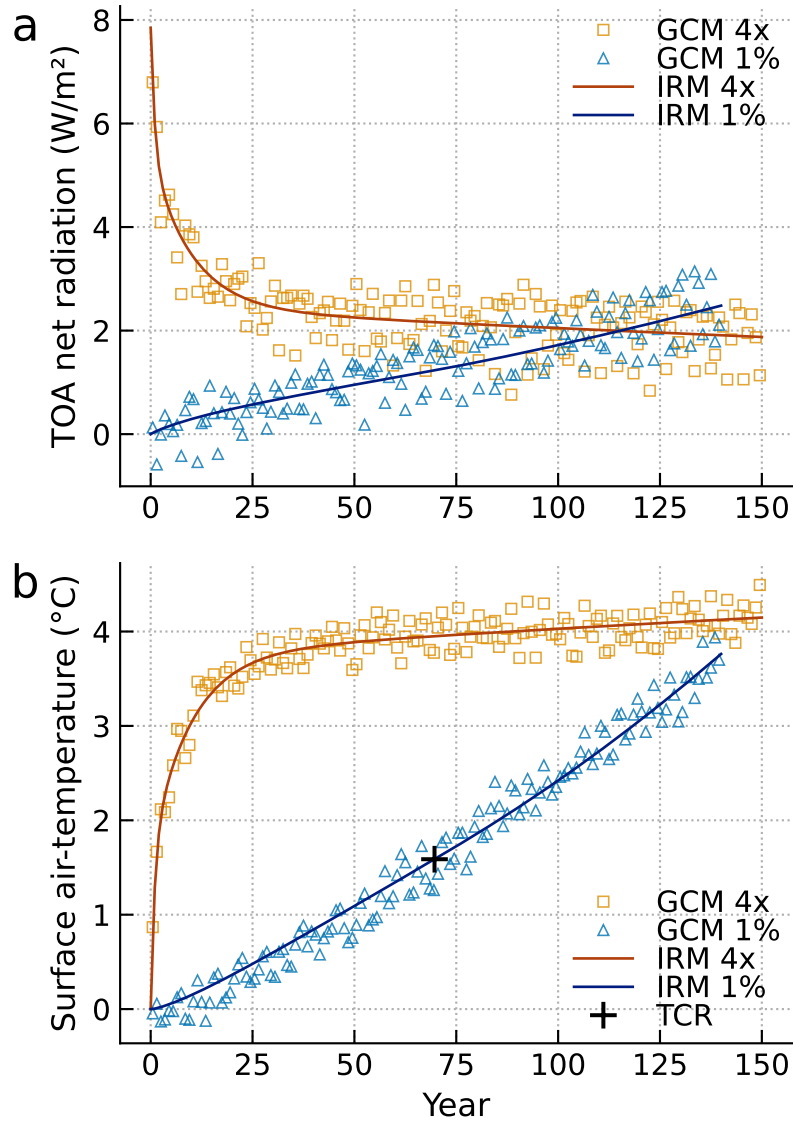 a
TOA net radiation (W/m²)
8
6
4
2
0
GCM 4x
GCM 1%
IRM 4x
IRM 1%
0 25 50 75 100 125 150
b
Surface air-temperature (°C)
4
3
2
1
0
GCM 4x
GCM 1%
IRM 4x
IRM 1%
TCR
0 25 50 75 100 125 150
Year